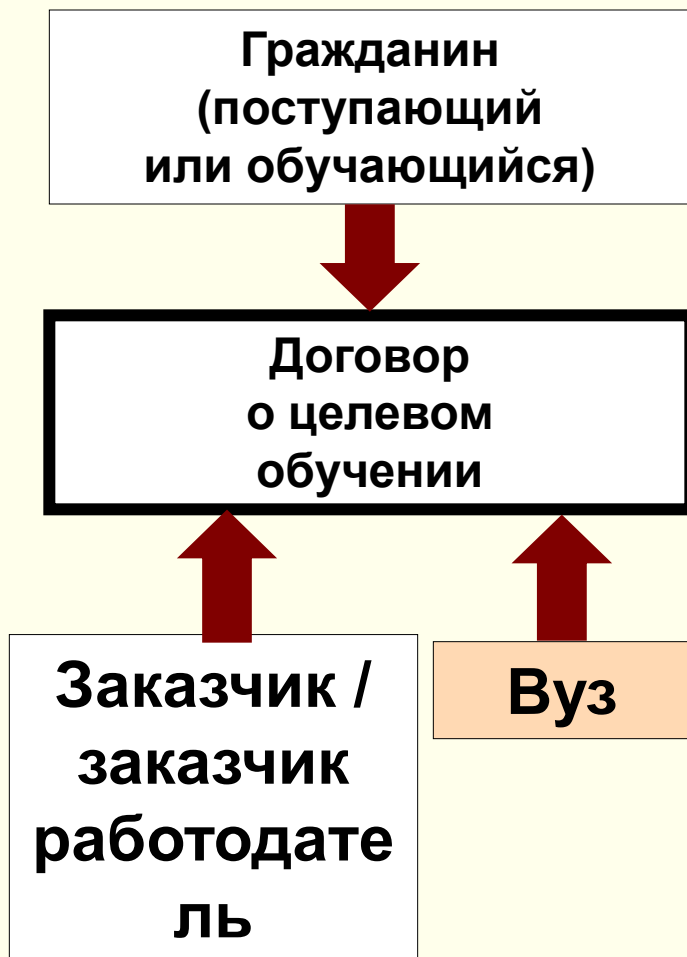 Гражданин
(поступающий
или обучающийся)
Договор
о целевом
обучении
Заказчик /
заказчик
работодате
ль
Вуз